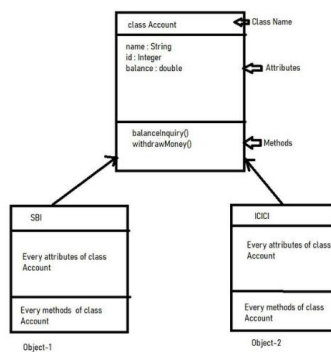 class Account
Class Name
name : String
id : Integer
balance : double
Attributes
balanceInquiry()
withdrawMoney()
Methods
SBI
Every attributes of class
Account
Every methods of class
Account
Object-1
ICICI
Every attributes of class
Account
Every methods of class
Account
Object-2